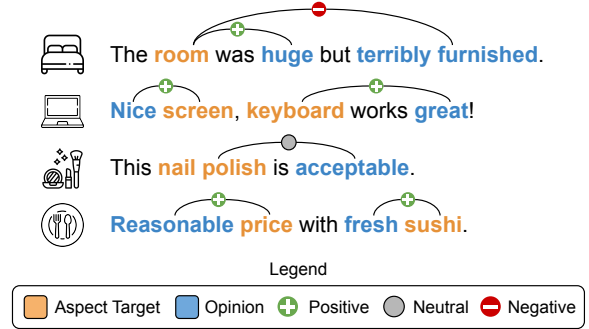 The room was huge but terribly furnished.
Nice screen, keyboard works great!
This nail polish is acceptable.
Reasonable price with fresh sushi.
Legend
Aspect Target Opinion Positive Neutral Negative